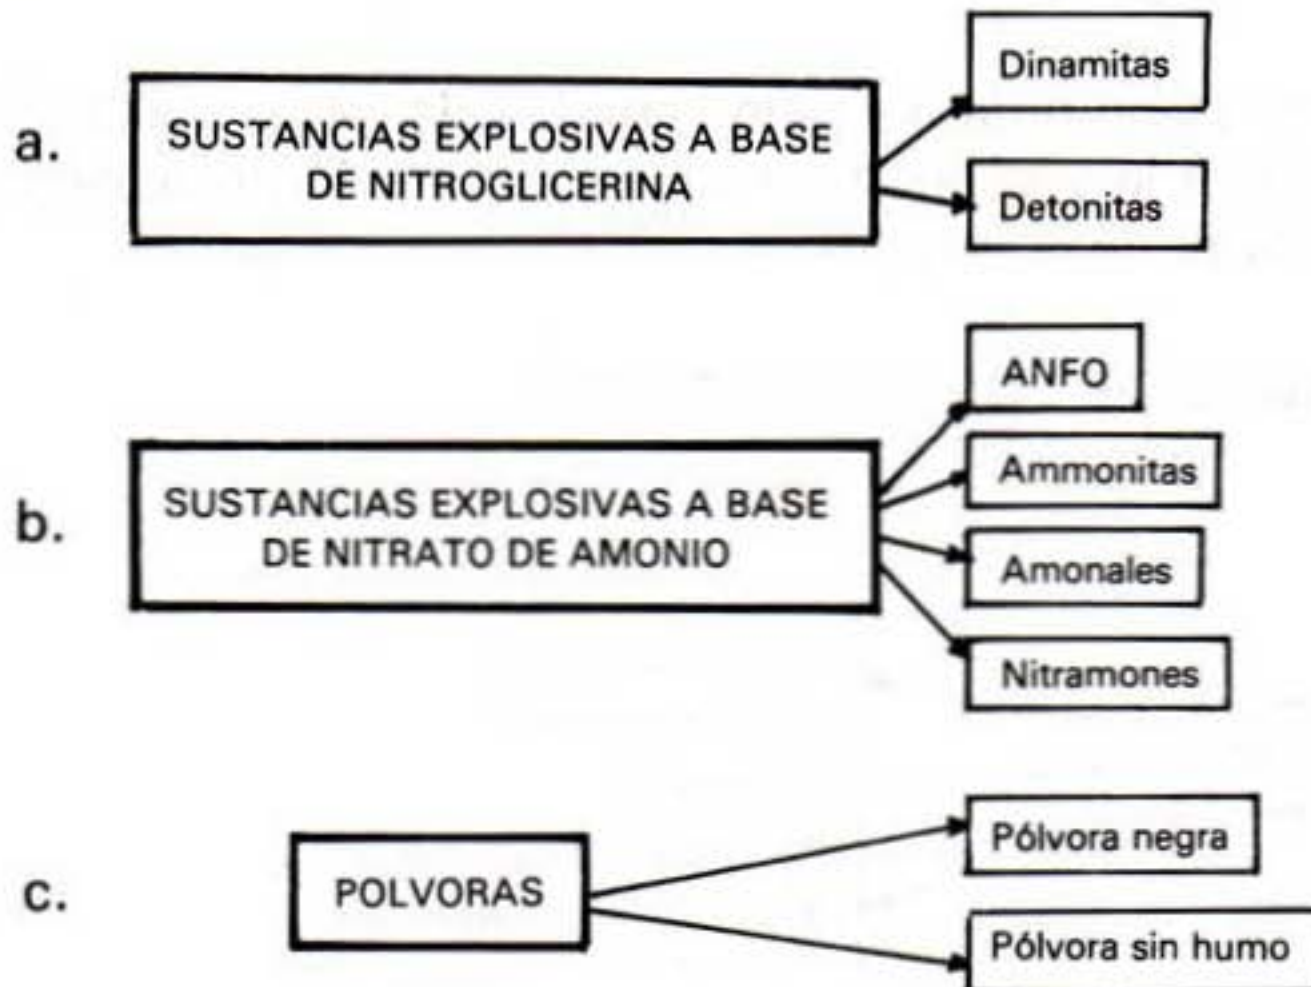 a.
SUSTANCIAS EXPLOSIVAS A BASE
DE NITROGLICERINA
Dinamitas
Detonitas
b.
SUSTANCIAS EXPLOSIVAS A BASE
DE NITRATO DE AMONIO
ANFO
Ammonitas
Amonales
Nitramones
c.
POLVORAS
Pólvora negra
Pólvora sin humo